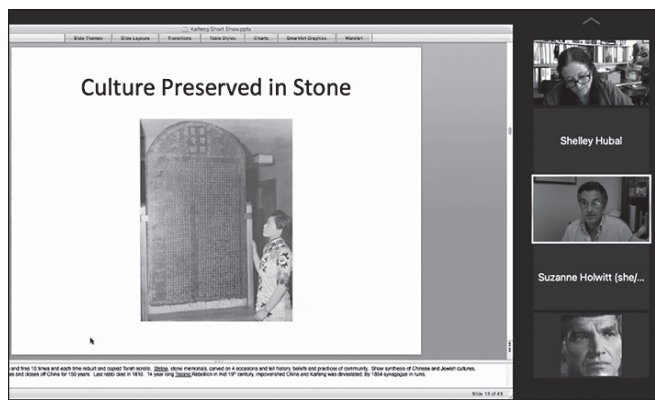 Kaifeng Short Show.pptx
Slide Themes Slide Layouts Transitions Table Styles Charts SmartArt Graphics WordArt
Culture Preserved in Stone
Shelley Hubal
Suzanne Holwitt (she/...
and fires 10 times and each time rebuilt and copied Torah scrolls. Stelae, stone memorials, carved on 4 occasions and tell history, beliefs and practices of community. Show synthesis of Chinese and Jewish cultures.
es and closes off China for 150 years. Last rabbi died in 1810. 14 year long Taiping Rebellion in mid 19th century, impoverished China and Kaifeng was devastated. By 1854 synagogue in ruins.
Slide 13 of 43